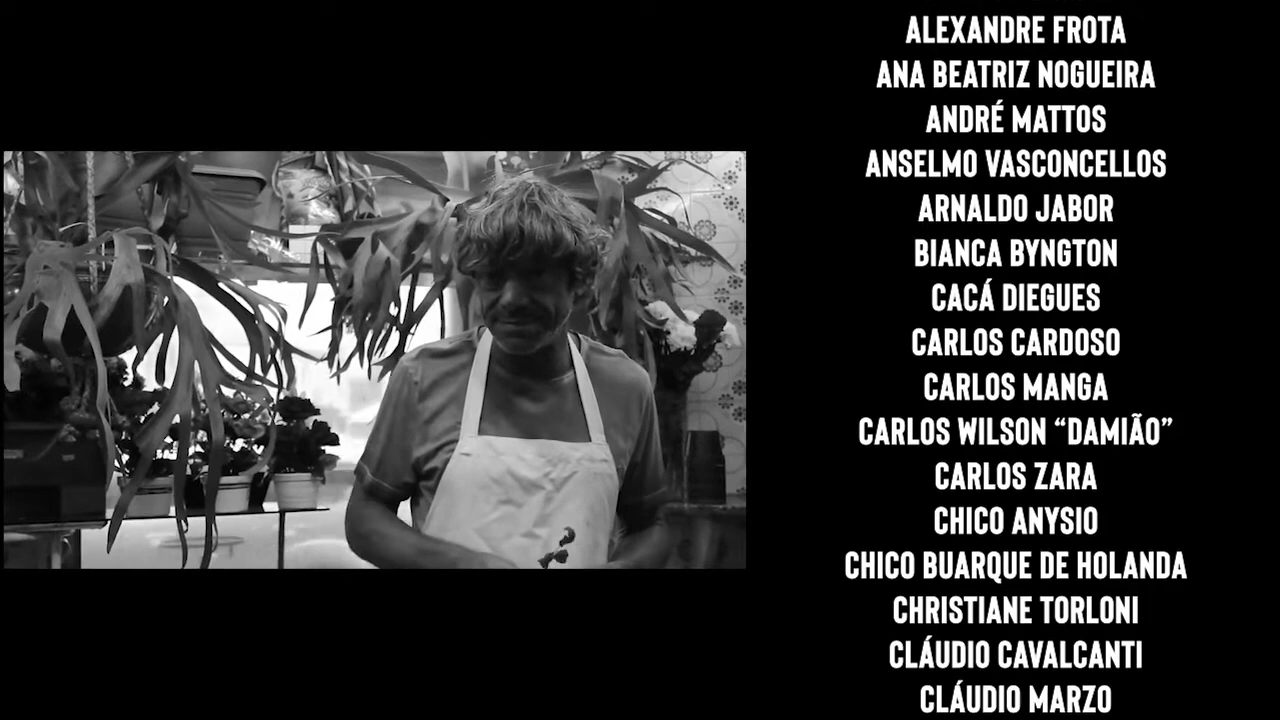 ALEXANDRE FROTA
ANA BEATRIZ NOGUEIRA
ANDRÉ MATTOS
ANSELMO VASCONCELLOS
ARNALDO JABOR
BIANCA BYNGTON
CACÁ DIEGUES
CARLOS CARDOSO
CARLOS MANGA
CARLOS WILSON “DAMIÃO”
CARLOS ZARA
CHICO ANYSIO
CHICO BUARQUE DE HOLANDA
CHRISTIANE TORLONI
CLÁUDIO CAVALCANTI
CLÁUDIO MARZO